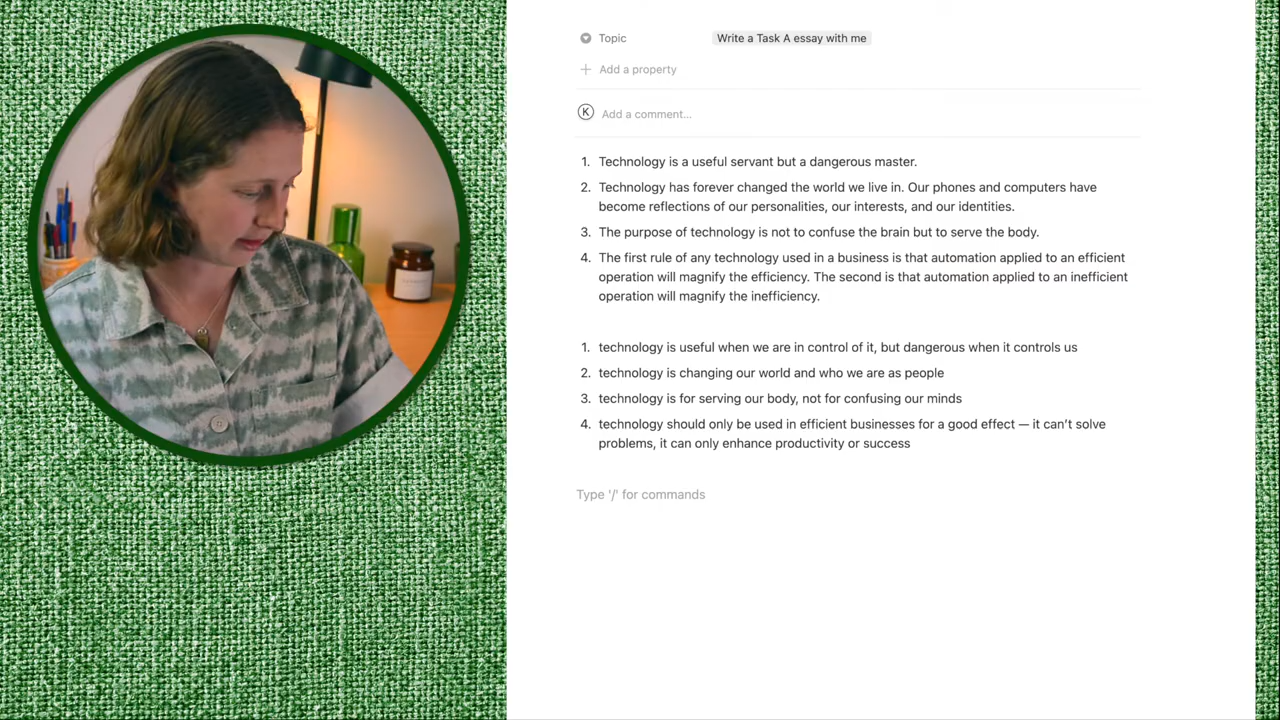 Topic
Write a Task A essay with me
Add a property
K
Add a comment...
1. Technology is a useful servant but a dangerous master.
2. Technology has forever changed the world we live in. Our phones and computers have
become reflections of our personalities, our interests, and our identities.
3. The purpose of technology is not to confuse the brain but to serve the body.
4. The first rule of any technology used in a business is that automation applied to an efficient
operation will magnify the efficiency. The second is that automation applied to an inefficient
operation will magnify the inefficiency.
1. technology is useful when we are in control of it, but dangerous when it controls us
2. technology is changing our world and who we are as people
3. technology is for serving our body, not for confusing our minds
4. technology should only be used in efficient businesses for a good effect — it can’t solve
problems, it can only enhance productivity or success
Type '/' for commands